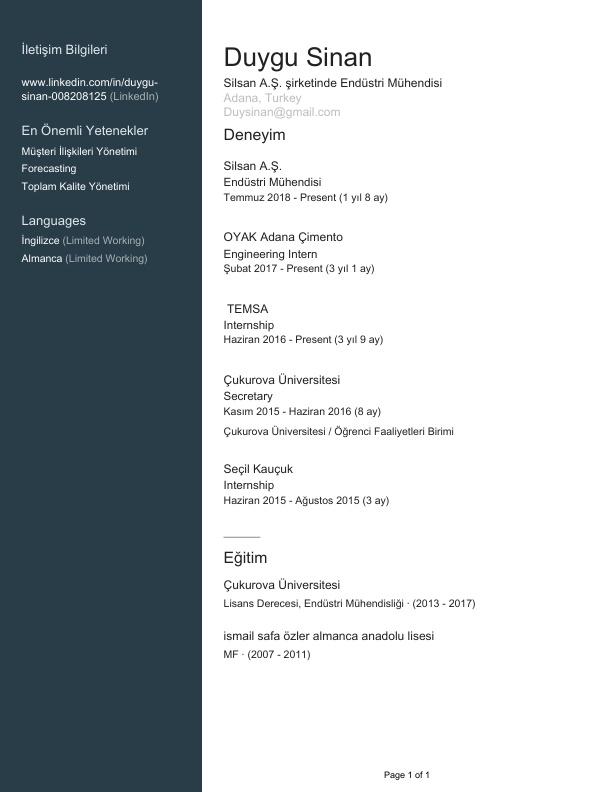 İletişim Bilgileri
www.linkedin.com/in/duygu-
sinan-008208125 (LinkedIn)
En Önemli Yetenekler
Müşteri İlişkileri Yönetimi
Forecasting
Toplam Kalite Yönetimi
Languages
İngilizce (Limited Working)
Almanca (Limited Working)
Duygu Sinan
Silsan A.Ş. şirketinde Endüstri Mühendisi
Adana, Turkey
Duysinan@gmail.com
Deneyim
Silsan A.Ş.
Endüstri Mühendisi
Temmuz 2018 - Present (1 yıl 8 ay)
OYAK Adana Çimento
Engineering Intern
Şubat 2017 - Present (3 yıl 1 ay)
TEMSA
Internship
Haziran 2016 - Present (3 yıl 9 ay)
Çukurova Üniversitesi
Secretary
Kasım 2015 - Haziran 2016 (8 ay)
Çukurova Üniversitesi / Öğrenci Faaliyetleri Birimi
Seçil Kauçuk
Internship
Haziran 2015 - Ağustos 2015 (3 ay)
Eğitim
Çukurova Üniversitesi
Lisans Derecesi, Endüstri Mühendisliği · (2013 - 2017)
ismail safa özler almanca anadolu lisesi
MF · (2007 - 2011)
Page 1 of 1